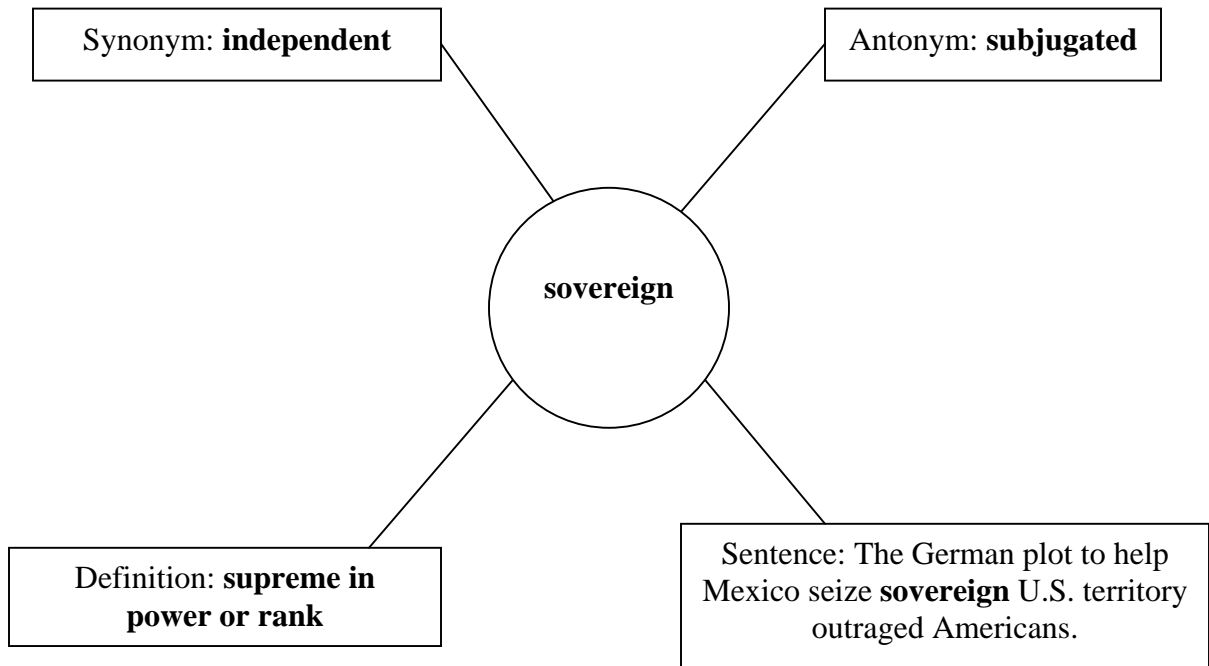 Synonym: independent
Antonym: subjugated
sovereign
Definition: supreme in
power or rank
Sentence: The German plot to help
Mexico seize sovereign U.S. territory
outraged Americans.